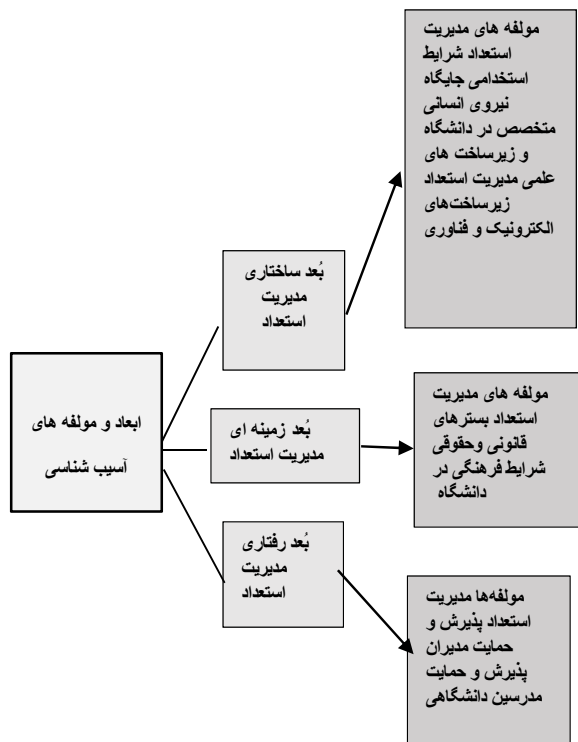 ابعاد و مولفه های
آسیب شناسی
بُعد ساختاری
مدیریت
استعداد
مولفه های مدیریت
استعداد شرایط
استخدامی جایگاه
نیروی انسانی
متخصص در دانشگاه
و زیرساخت های
علمی مدیریت استعداد
زیرساخت‌های
الکترونیک و فناوری
بُعد زمینه ای
مدیریت استعداد
مولفه های مدیریت
استعداد بسترهای
قانونی وحقوقی
شرایط فرهنگی در
دانشگاه
بُعد رفتاری
مدیریت
استعداد
مولفه‌ها مدیریت
استعداد پذیرش و
حمایت مدیران
پذیرش و حمایت
مدرسین دانشگاهی